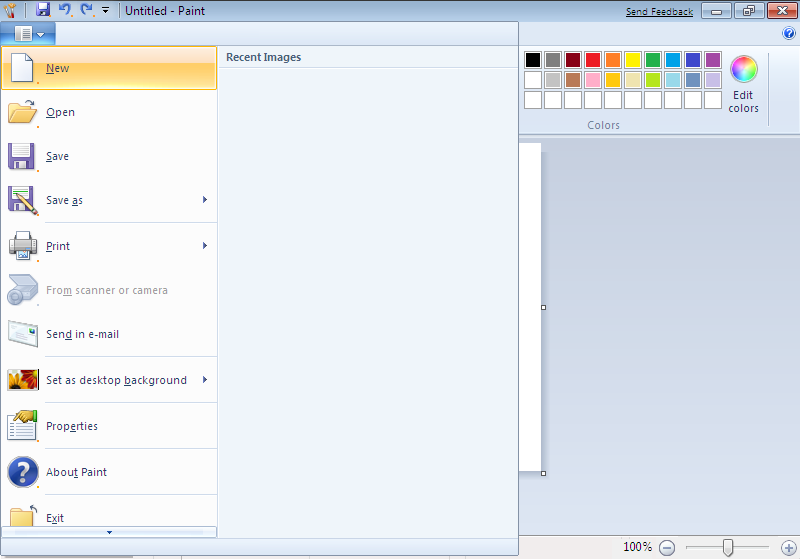 Untitled - Paint
Send Feedback
New
Recent Images
Open
Save
Save as
Print
From scanner or camera
Send in e-mail
Set as desktop background
Properties
About Paint
Exit
Edit
colors
Colors
100%